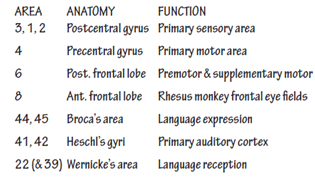 AREA ANATOMY FUNCTION
3, 1, 2 Postcentral gyrus Primary sensory area
4 Precentral gyrus Primary motor area
6 Post. frontal lobe Premotor & supplementary motor
8 Ant. frontal lobe Rhesus monkey frontal eye fields
44, 45 Broca's area Language expression
41, 42 Heschl's gyri Primary auditory cortex
22 (& 39) Wernicke's area Language reception